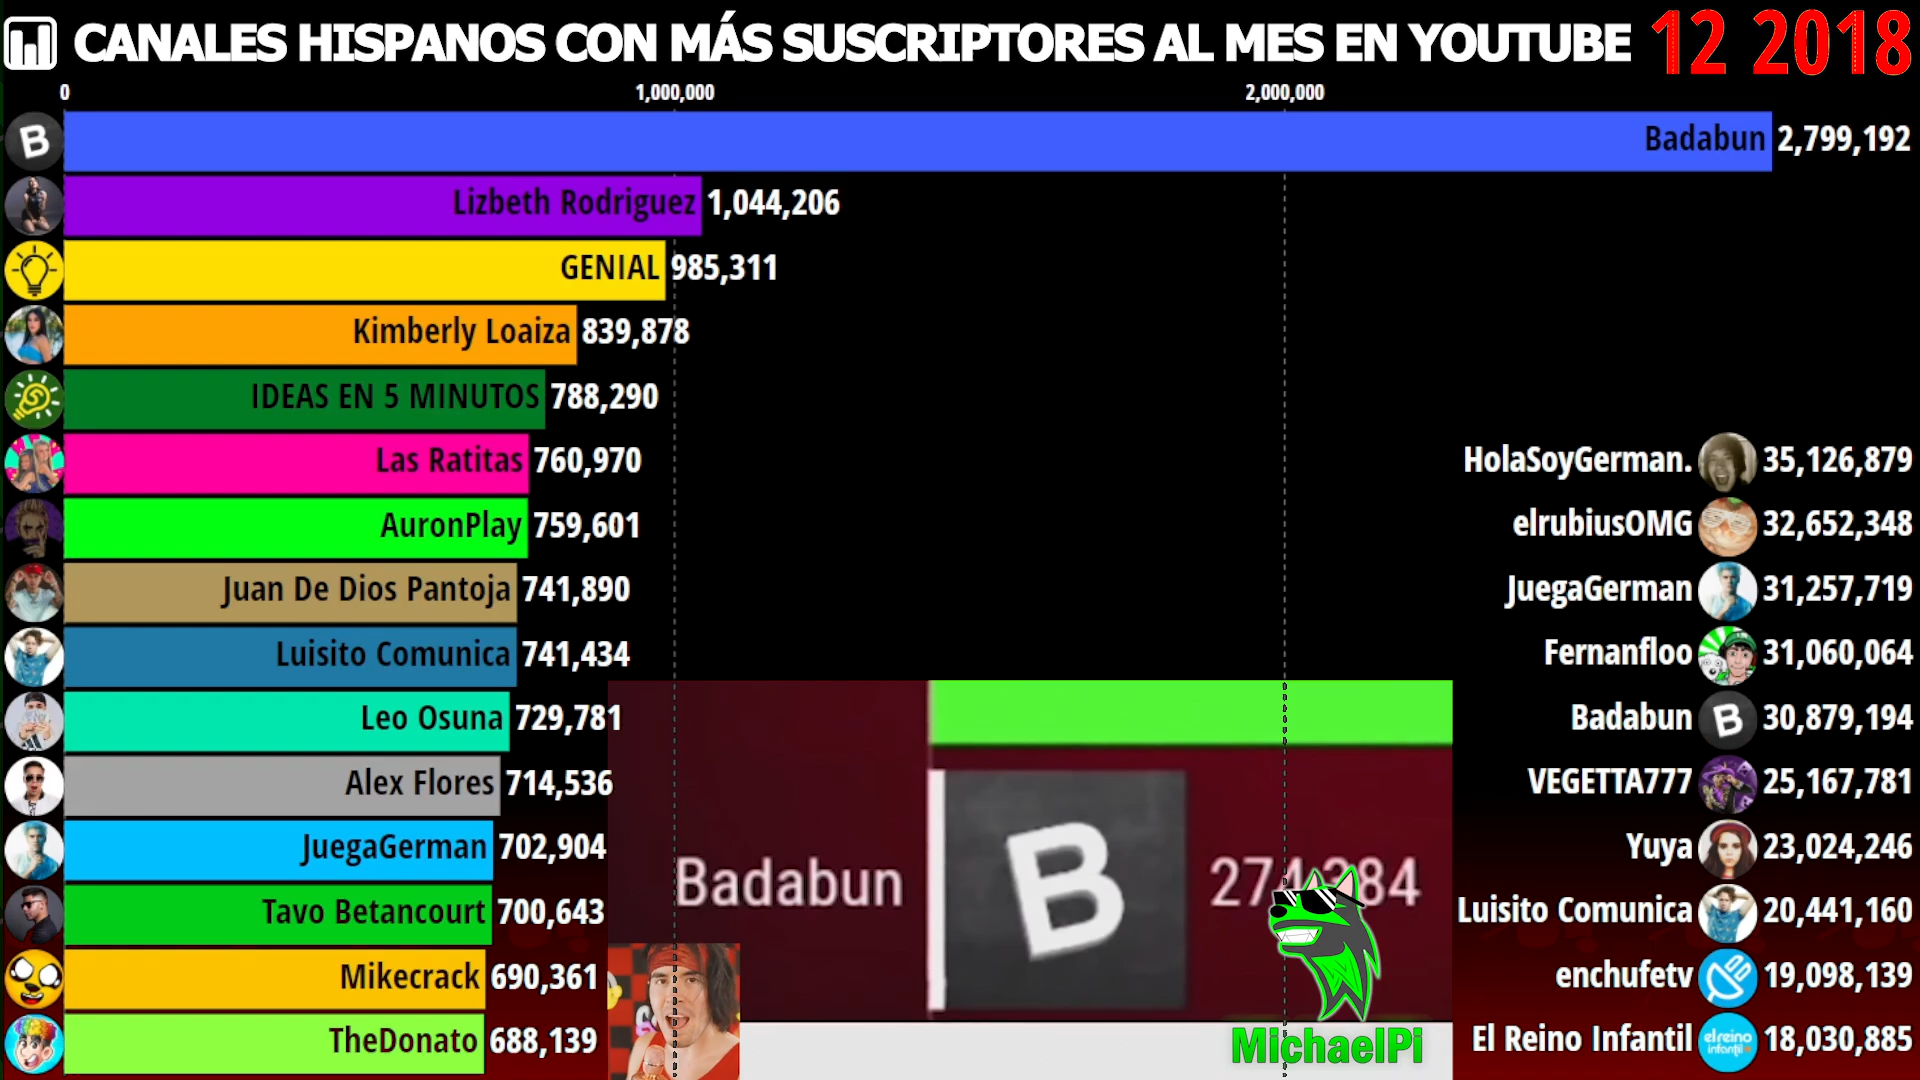 CANALES HISPANOS CON MÁS SUSCRIPTORES AL MES EN YOUTUBE 12 2018
0 1,000,000 2,000,000
B Badabun 2,799,192
Lizbeth Rodriguez 1,044,206
GENIAL 985,311
Kimberly Loaiza 839,878
IDEAS EN 5 MINUTOS 788,290
Las Ratitas 760,970
AuronPlay 759,601
Juan De Dios Pantoja 741,890
Luisito Comunica 741,434
Leo Osuna 729,781
Alex Flores 714,536
JuegaGerman 702,904
Tavo Betancourt 700,643
Mikecrack 690,361
TheDonato 688,139
HolaSoyGerman. 35,126,879
elrubiusOMG 32,652,348
JuegaGerman 31,257,719
Fernanfloo 31,060,064
Badabun B 30,879,194
VEGETTA777 25,167,781
Yuya 23,024,246
Luisito Comunica 20,441,160
enchufetv 19,098,139
El Reino Infantil elreino infantil 18,030,885
Badabun B
MichaelPi